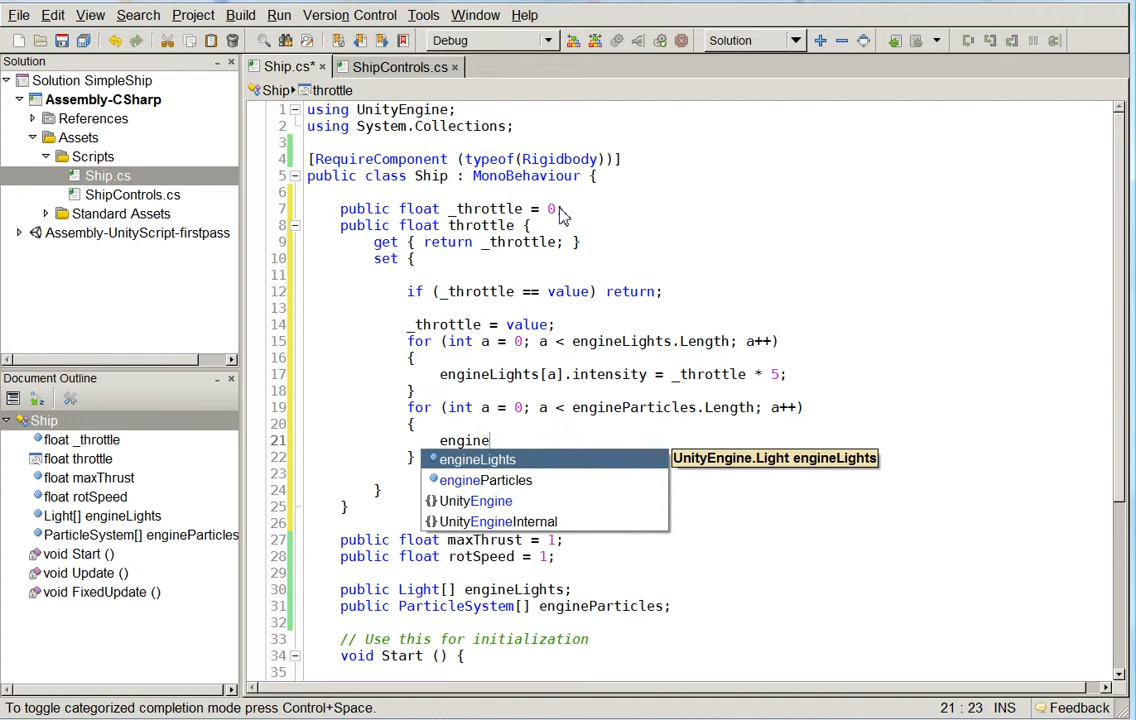 File Edit View Search Project Build Run Version Control Tools Window Help
Debug Solution
Solution
Solution SimpleShip
Assembly-CSharp
References
Assets
Scripts
Ship.cs
ShipControls.cs
Standard Assets
Assembly-UnityScript-firstpass
Document Outline
Ship
float _throttle
float throttle
float maxThrust
float rotSpeed
Light[] engineLights
ParticleSystem[] engineParticles
void Start ()
void Update ()
void FixedUpdate ()
Ship.cs* ShipControls.cs
Ship throttle
1 using UnityEngine;
2 using System.Collections;
3
4 [RequireComponent (typeof(Rigidbody))]
5 public class Ship : MonoBehaviour {
6
7 public float _throttle = 0;
8 public float throttle {
9 get { return _throttle; }
10 set {
11
12 if (_throttle == value) return;
13
14 _throttle = value;
15 for (int a = 0; a < engineLights.Length; a++)
16 {
17 engineLights[a].intensity = _throttle * 5;
18 }
19 for (int a = 0; a < engineParticles.Length; a++)
20 {
21 engine
22 }
23
24 }
25 }
26
27 public float maxThrust = 1;
28 public float rotSpeed = 1;
29
30 public Light[] engineLights;
31 public ParticleSystem[] engineParticles;
32
33 // Use this for initialization
34 void Start () {
35
engineLights
engineParticles
{} UnityEngine
{} UnityEngineInternal
UnityEngine.Light engineLights
To toggle categorized completion mode press Control+Space. 21 : 23 INS Feedback